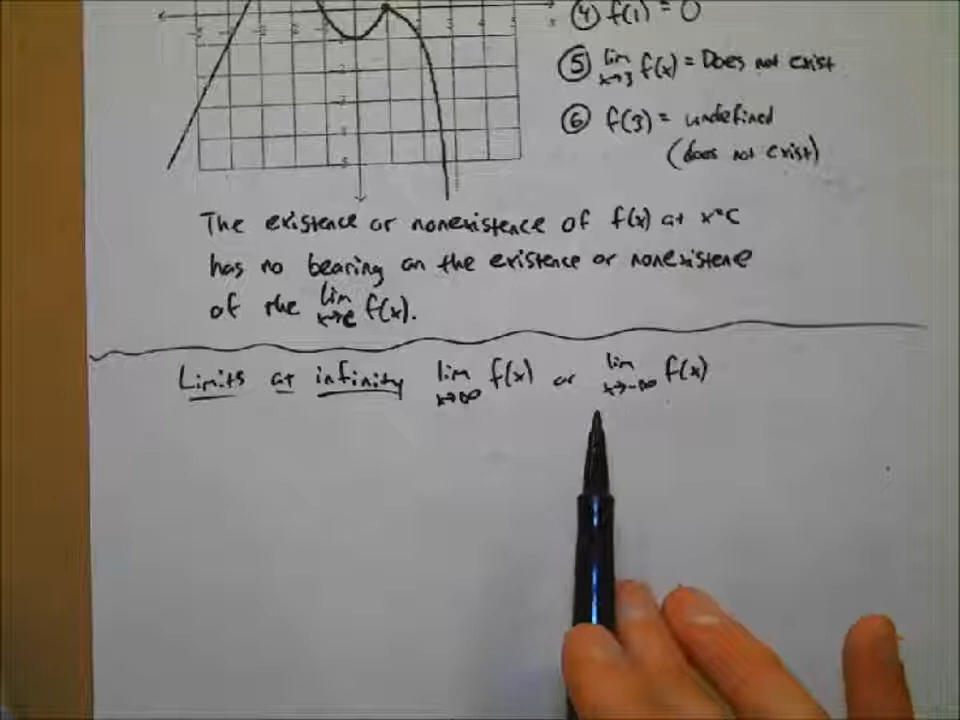 ④ f(1) = 0
⑤ lim x→3 f(x) = Does not exist
⑥ f(3) = undefined
(does not exist)
The existence or nonexistence of f(x) at x=c
has no bearing on the existence or nonexistene
of the lim x→c f(x).
Limits at infinity lim x→∞ f(x) or lim x→-∞ f(x)